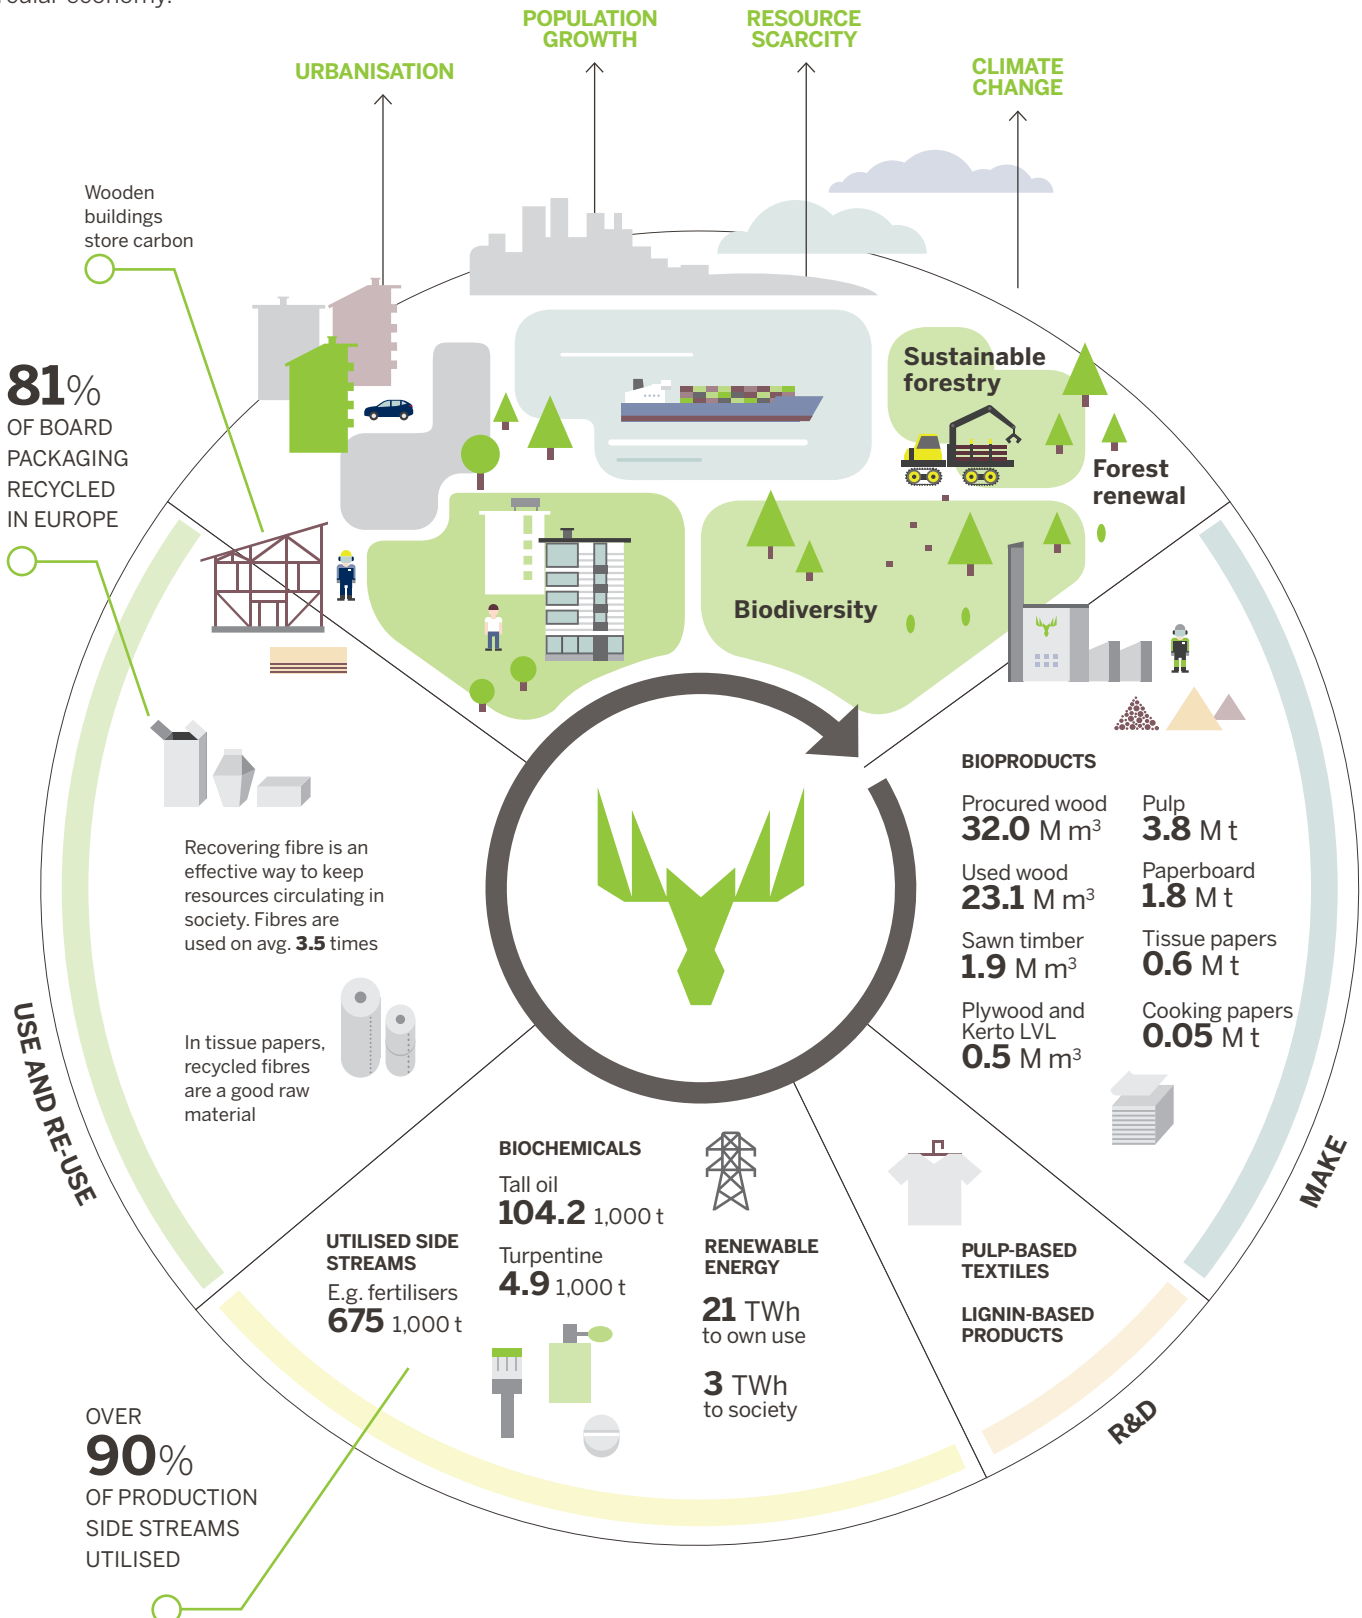 POPULATION
GROWTH
RESOURCE
SCARCITY
URBANISATION
CLIMATE
CHANGE
Wooden
buildings
store carbon
81%
OF BOARD
PACKAGING
RECYCLED
IN EUROPE
Sustainable
forestry
Forest
renewal
Biodiversity
BIOPRODUCTS
Procured wood
32.0 M m³
Used wood
23.1 M m³
Sawn timber
1.9 M m³
Plywood and
Kerto LVL
0.5 M m³
Pulp
3.8 M t
Paperboard
1.8 M t
Tissue papers
0.6 M t
Cooking papers
0.05 M t
MAKE
Recovering fibre is an
effective way to keep
resources circulating in
society. Fibres are
used on avg. 3.5 times
In tissue papers,
recycled fibres
are a good raw
material
USE AND RE-USE
UTILISED SIDE
STREAMS
E.g. fertilisers
675 1,000 t
BIOCHEMICALS
Tall oil
104.2 1,000 t
Turpentine
4.9 1,000 t
RENEWABLE
ENERGY
21 TWh
to own use
3 TWh
to society
PULP-BASED
TEXTILES
LIGNIN-BASED
PRODUCTS
R&D
OVER
90%
OF PRODUCTION
SIDE STREAMS
UTILISED